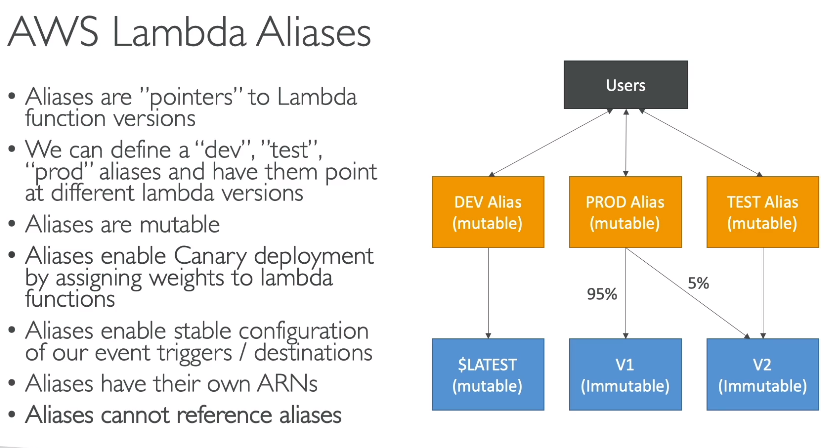 AWS Lambda Aliases
• Aliases are ”pointers” to Lambda
function versions
• We can define a “dev”, ”test”,
“prod” aliases and have them point
at different lambda versions
• Aliases are mutable
• Aliases enable Canary deployment
by assigning weights to lambda
functions
• Aliases enable stable configuration
of our event triggers / destinations
• Aliases have their own ARNs
• Aliases cannot reference aliases
Users
DEV Alias
(mutable)
PROD Alias
(mutable)
TEST Alias
(mutable)
95%
5%
$LATEST
(mutable)
V1
(Immutable)
V2
(Immutable)